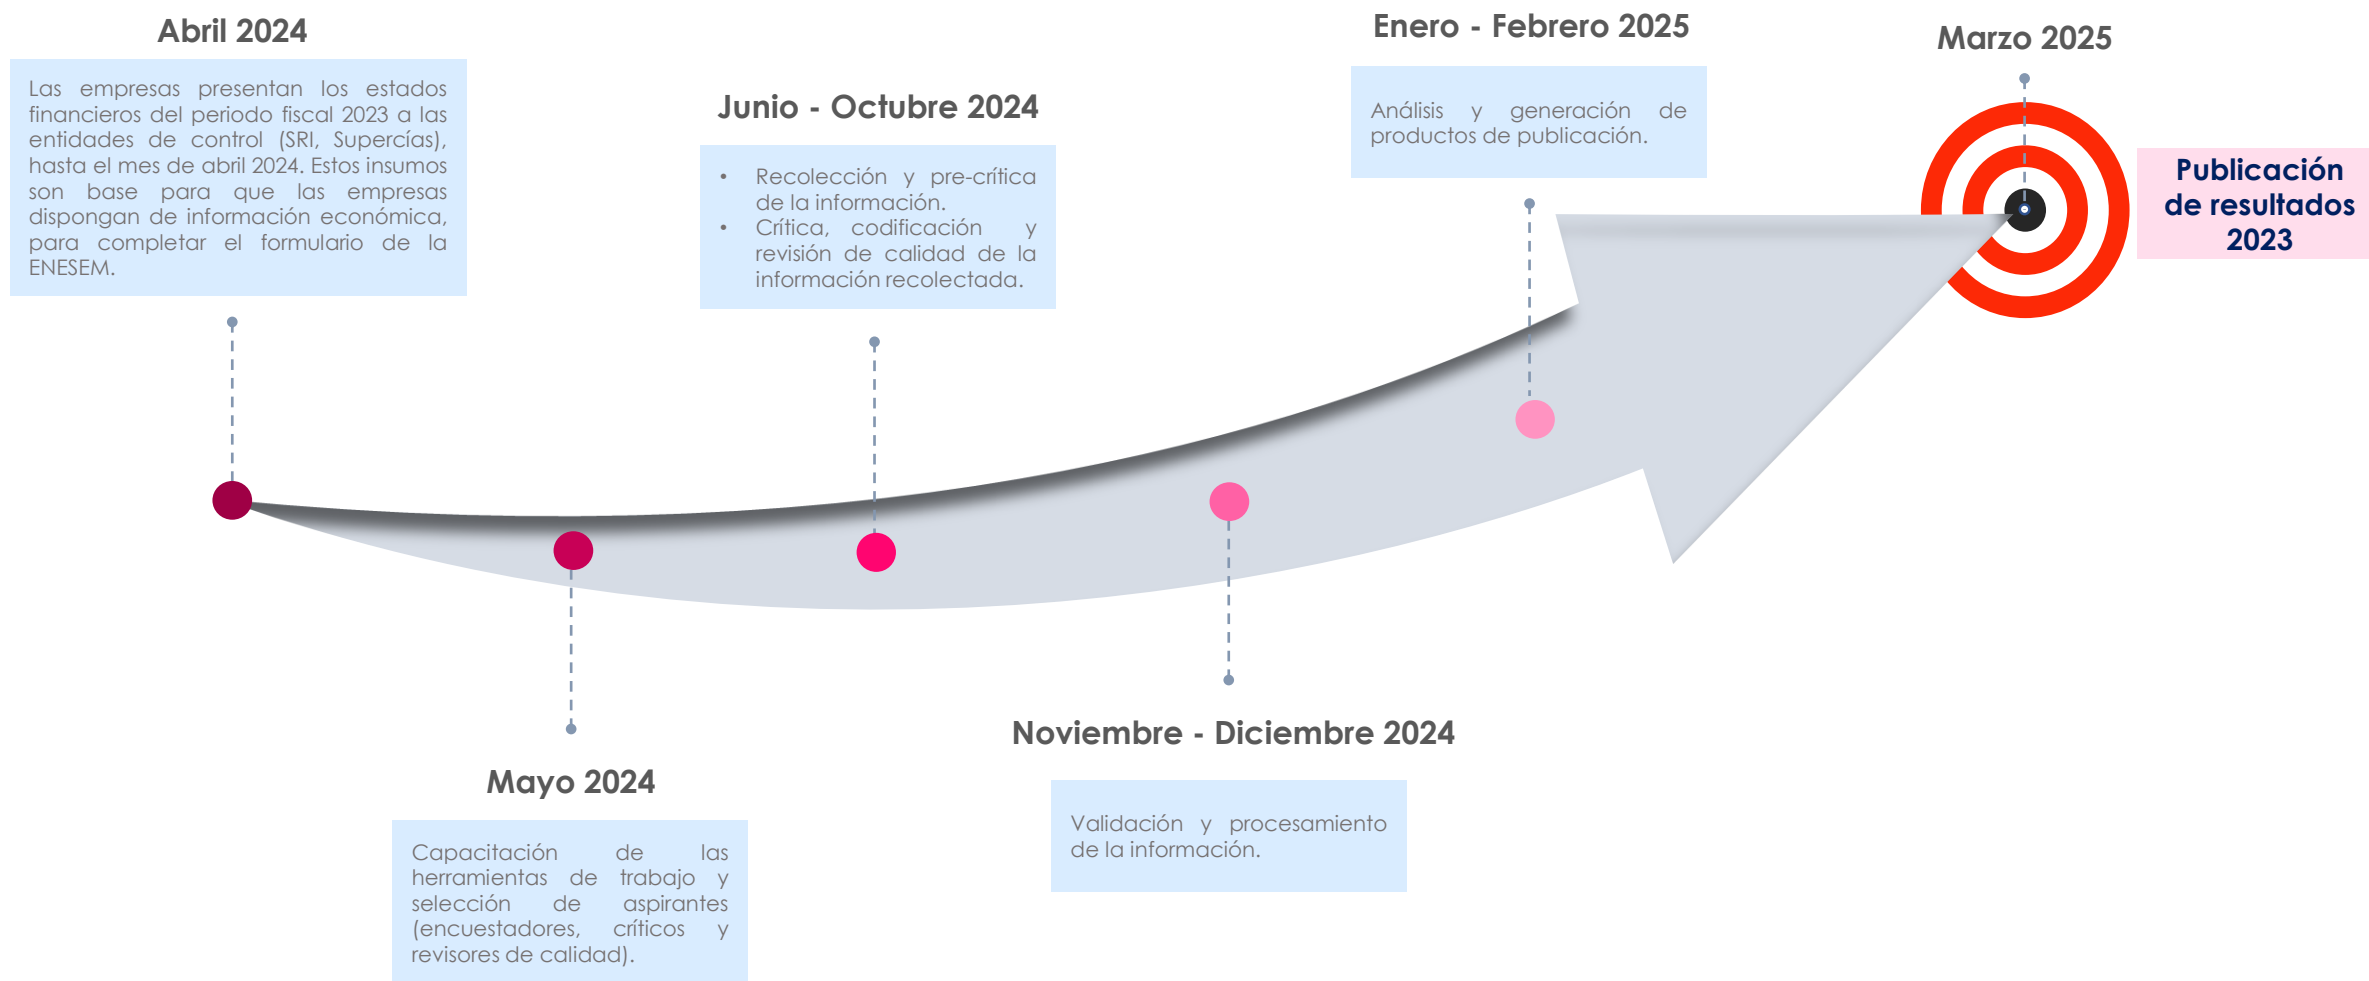 Abril 2024
Las empresas presentan los estados
financieros del periodo fiscal 2023 a las
entidades de control (SRI, Supercías),
hasta el mes de abril 2024. Estos insumos
son base para que las empresas
dispongan de información económica,
para completar el formulario de la
ENESEM.
Mayo 2024
Capacitación de las
herramientas de trabajo y
selección de aspirantes
(encuestadores, críticos y
revisores de calidad).
Junio - Octubre 2024
• Recolección y pre-crítica
de la información.
• Crítica, codificación y
revisión de calidad de la
información recolectada.
Noviembre - Diciembre 2024
Validación y procesamiento
de la información.
Enero - Febrero 2025
Análisis y generación de
productos de publicación.
Marzo 2025
Publicación
de resultados
2023